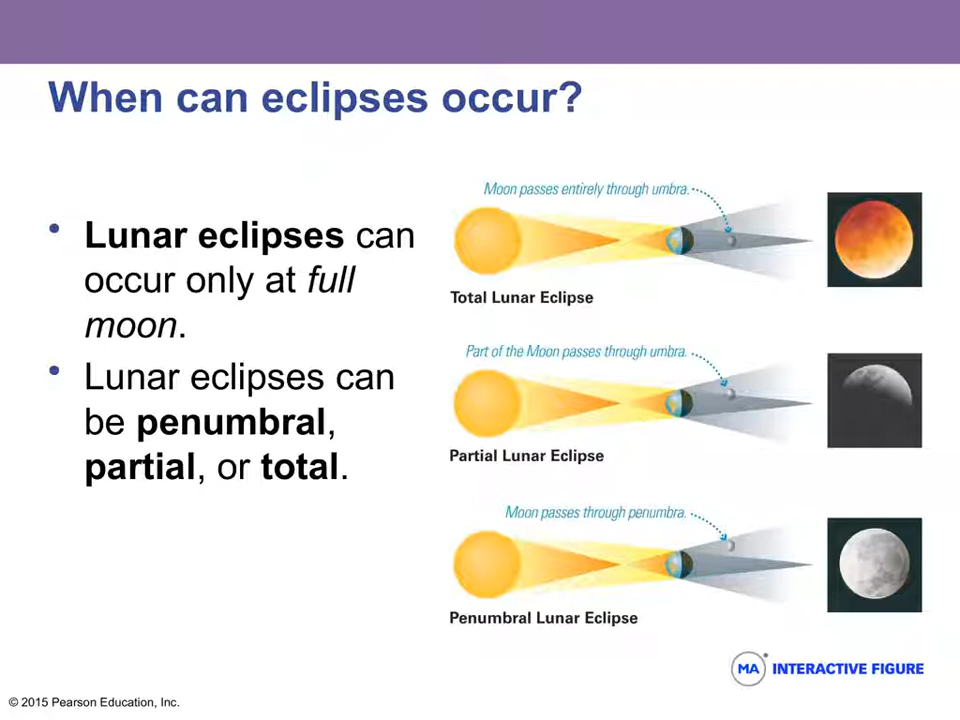 When can eclipses occur?
• Lunar eclipses can
occur only at full
moon.
• Lunar eclipses can
be penumbral,
partial, or total.
Moon passes entirely through umbra.
Total Lunar Eclipse
Part of the Moon passes through umbra.
Partial Lunar Eclipse
Moon passes through penumbra.
Penumbral Lunar Eclipse
MA INTERACTIVE FIGURE
© 2015 Pearson Education, Inc.